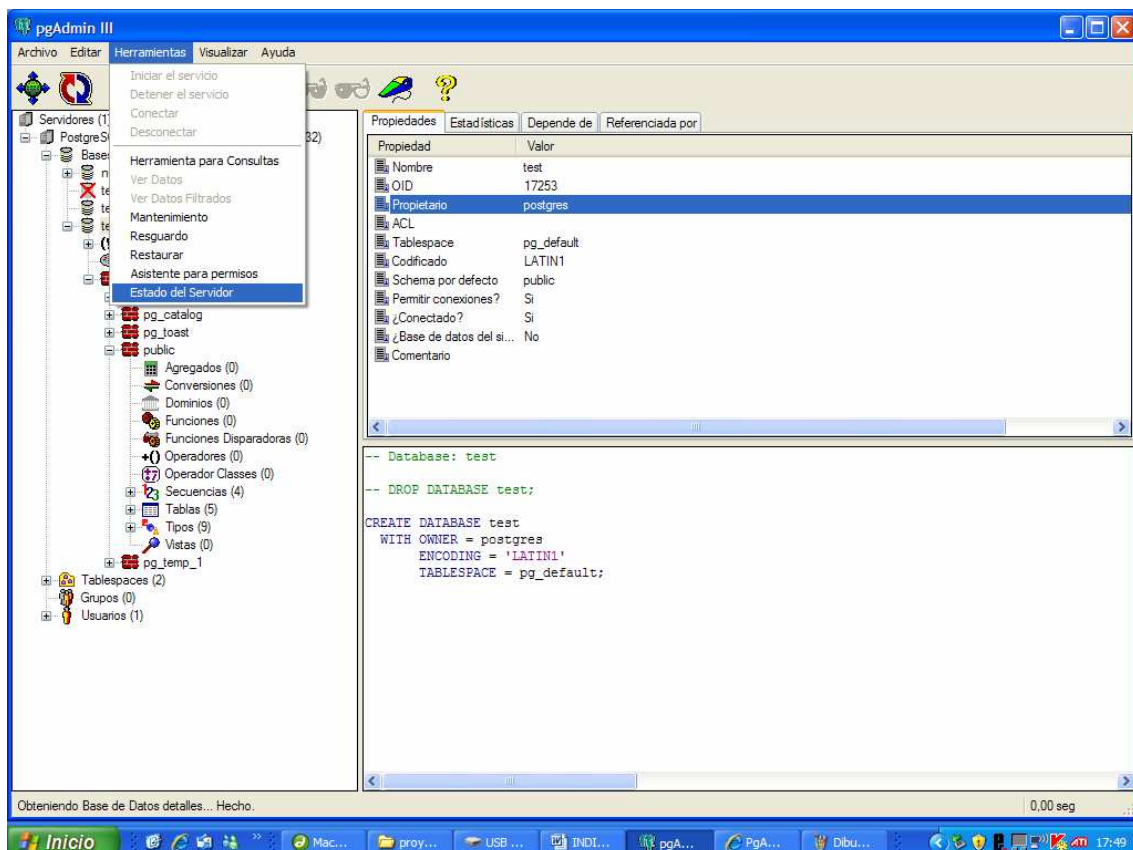 pgAdmin III
Archivo Editar Herramientas Visualizar Ayuda
Iniciar el servicio
Detener el servicio
Conectar
Desconectar
Herramienta para Consultas
Ver Datos
Ver Datos Filtrados
Mantenimiento
Resguardo
Restaurar
Asistente para permisos
Estado del Servidor
Servidores (1
PostgreS 32)
Bases
n
te
te
te
pg_catalog
pg_toast
public
Agregados (0)
Conversiones (0)
Dominios (0)
Funciones (0)
Funciones Disparadoras (0)
Operadores (0)
Operador Classes (0)
Secuencias (4)
Tablas (5)
Tipos (9)
Vistas (0)
pg_temp_1
Tablespaces (2)
Grupos (0)
Usuarios (1)
Propiedades Estadísticas Depende de Referenciada por
Propiedad Valor
Nombre test
OID 17253
Propietario postgres
ACL
Tablespace pg_default
Codificado LATIN1
Schema por defecto public
Permitir conexiones? Si
¿Conectado? Si
¿Base de datos del si... No
Comentario
-- Database: test
-- DROP DATABASE test;
CREATE DATABASE test
WITH OWNER = postgres
ENCODING = 'LATIN1'
TABLESPACE = pg_default;
Obteniendo Base de Datos detalles... Hecho. 0,00 seg
Inicio Mac... proy... USB ... INDI... pgA... PgA... Dibu... 17:49